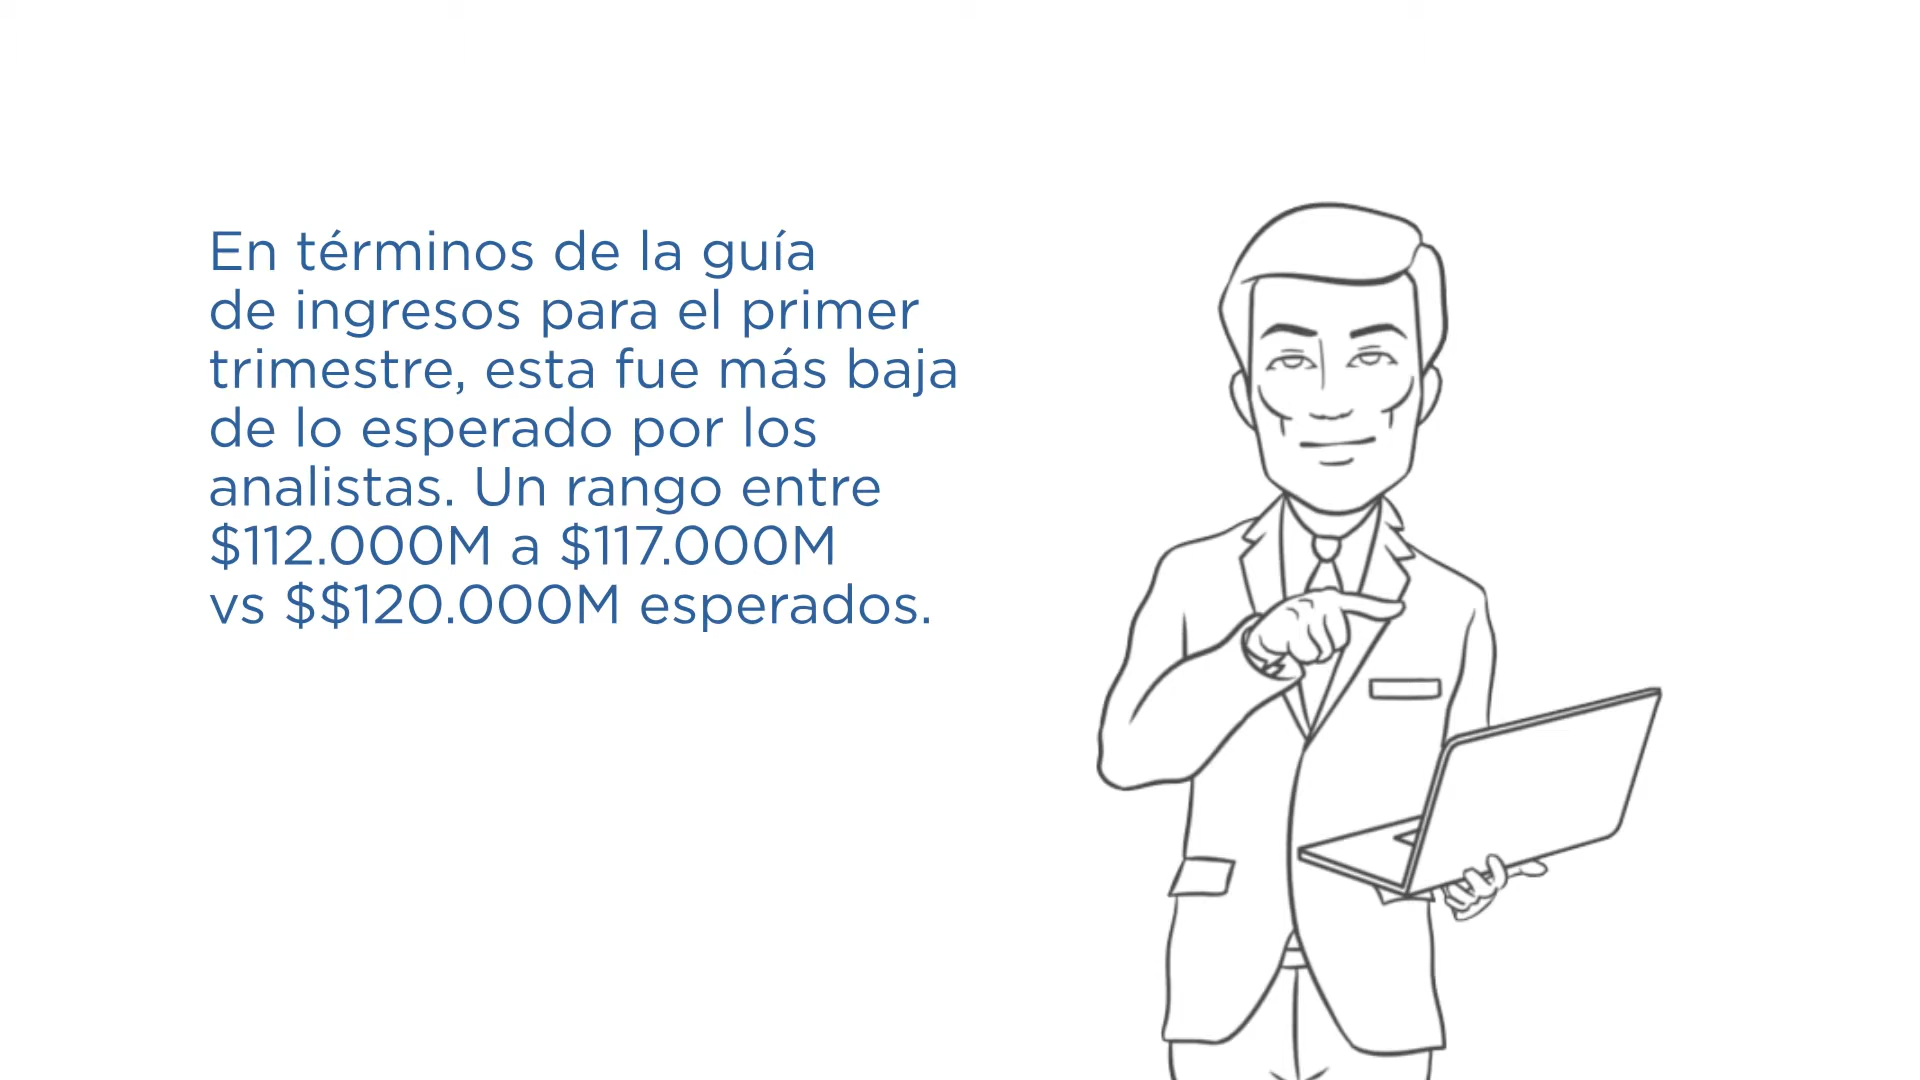 En términos de la guía
de ingresos para el primer
trimestre, esta fue más baja
de lo esperado por los
analistas. Un rango entre
$112.000M a $117.000M
vs $$120.000M esperados.